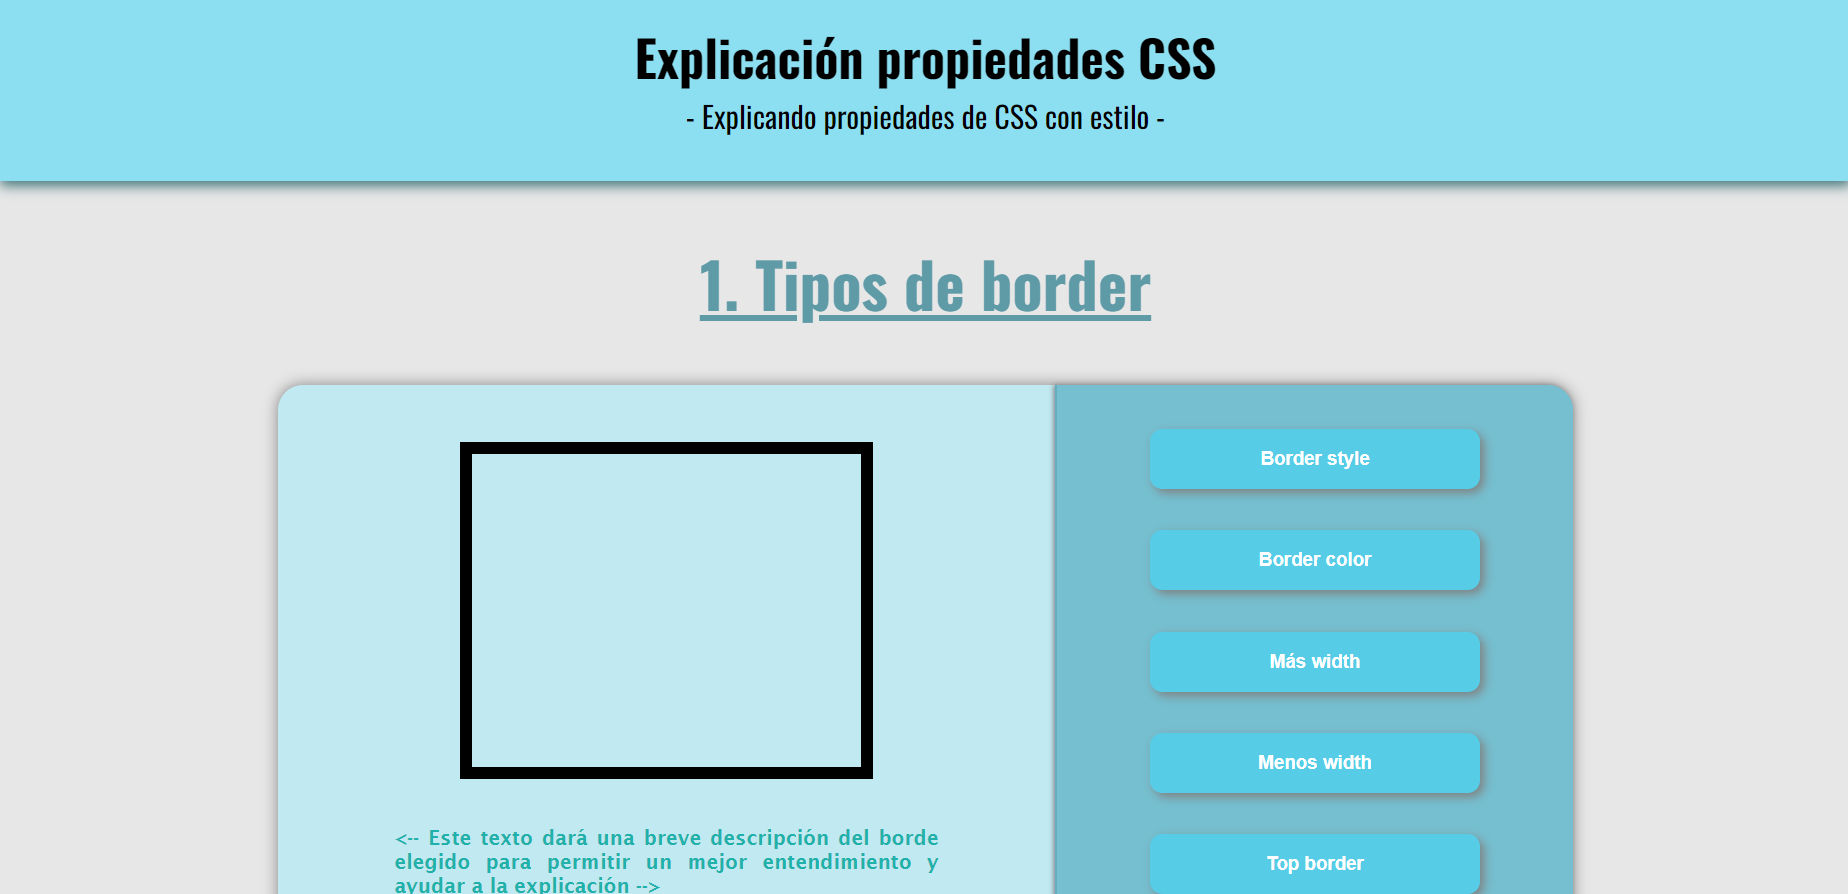 Explicación propiedades CSS
- Explicando propiedades de CSS con estilo -
1. Tipos de border
<-- Este texto dará una breve descripción del borde
elegido para permitir un mejor entendimiento y
ayudar a la explicación -->
Border style
Border color
Más width
Menos width
Top border